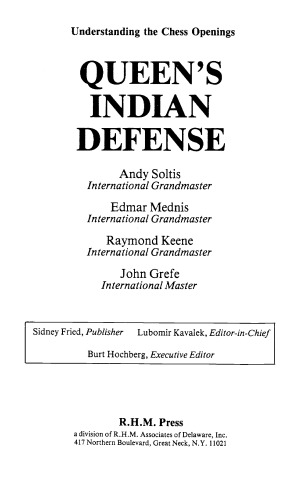 Understanding the Chess Openings
QUEEN'S
INDIAN
DEFENSE
Andy Soltis
International Grandmaster
Edmar Mednis
International Grandmaster
Raymond Keene
International Grandmaster
John Grefe
International Master
Sidney Fried, Publisher Lubomir Kavalek, Editor-in-Chief
Burt Hochberg, Executive Editor
R.H.M. Press
a division of R.H.M. Associates of Delaware, Inc.
417 Northern Boulevard, Great Neck, N.Y. 11021